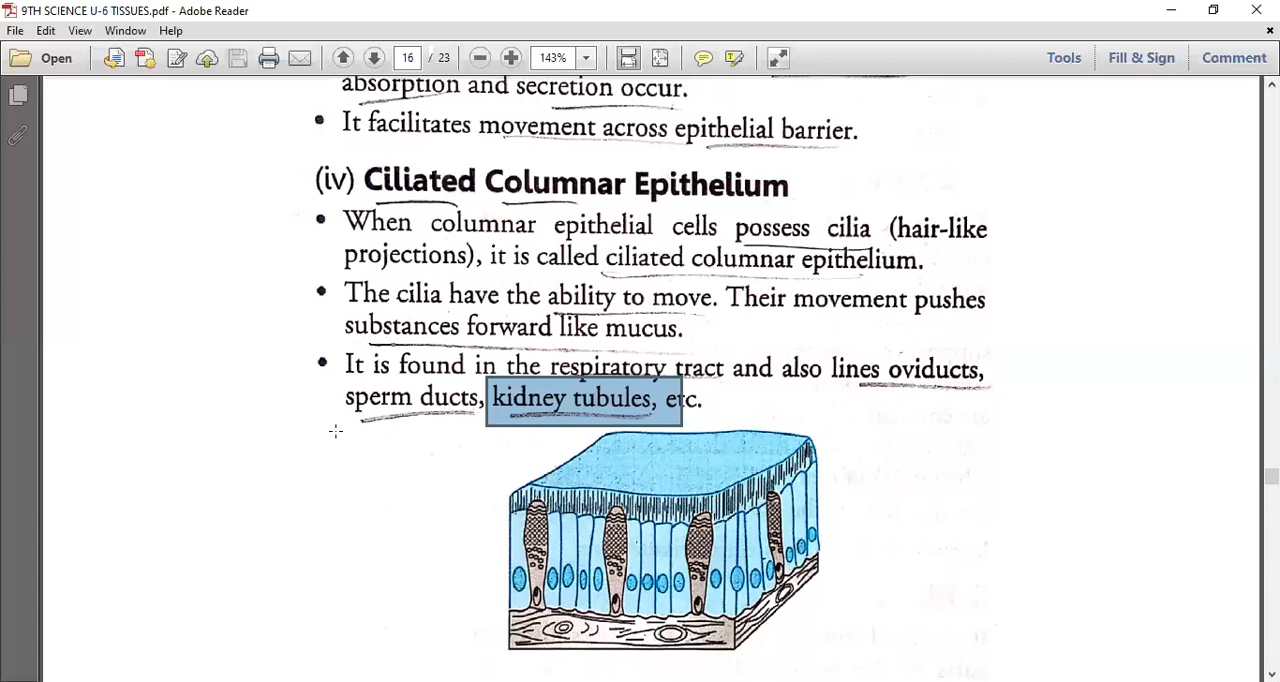 9TH SCIENCE U-6 TISSUES.pdf - Adobe Reader
File Edit View Window Help
Open 16 / 23 143% Tools Fill & Sign Comment
absorption and secretion occur.
• It facilitates movement across epithelial barrier.
(iv) Ciliated Columnar Epithelium
• When columnar epithelial cells possess cilia (hair-like
projections), it is called ciliated columnar epithelium.
• The cilia have the ability to move. Their movement pushes
substances forward like mucus.
• It is found in the respiratory tract and also lines oviducts,
sperm ducts, kidney tubules, etc.